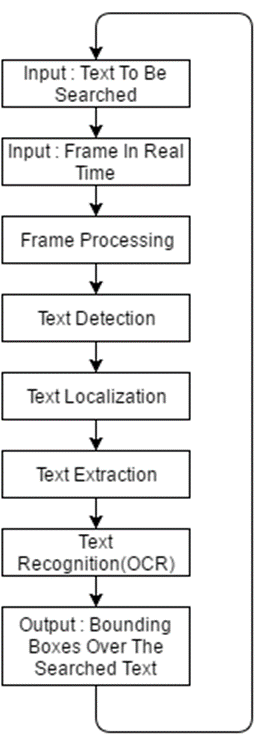 Input : Text To Be
Searched
Input : Frame In Real
Time
Frame Processing
Text Detection
Text Localization
Text Extraction
Text
Recognition(OCR)
Output : Bounding
Boxes Over The
Searched Text